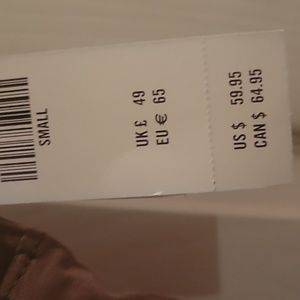 SMALL
UK £ 49
EU € 65
US $ 59.95
CAN $ 64.95